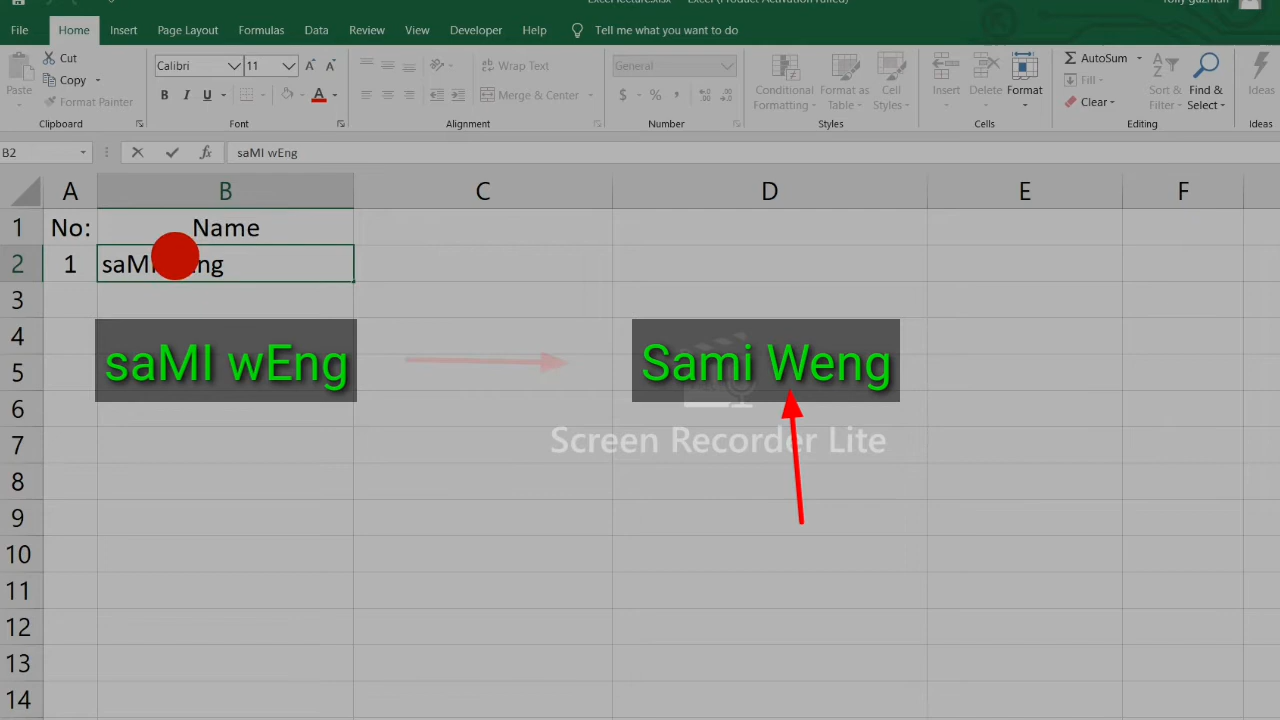 File Home Insert Page Layout Formulas Data Review View Developer Help Tell me what you want to do
Cut
Copy
Format Painter
Paste
Clipboard
Calibri 11
B I U
Font
Wrap Text
Merge & Center
Alignment
General
$ %
Number
Conditional
Formatting
Format as
Table
Cell
Styles
Styles
Insert Delete Format
Cells
AutoSum
Fill
Clear
Sort &
Filter
Find &
Select
Editing
Ideas
Ideas
B2 fx saMI wEng
A B C D E F
1 No: Name
2 1
3
4
5
6
7
8
9
10
11
12
13
14
saMI wEng
Sami Weng
Screen Recorder Lite